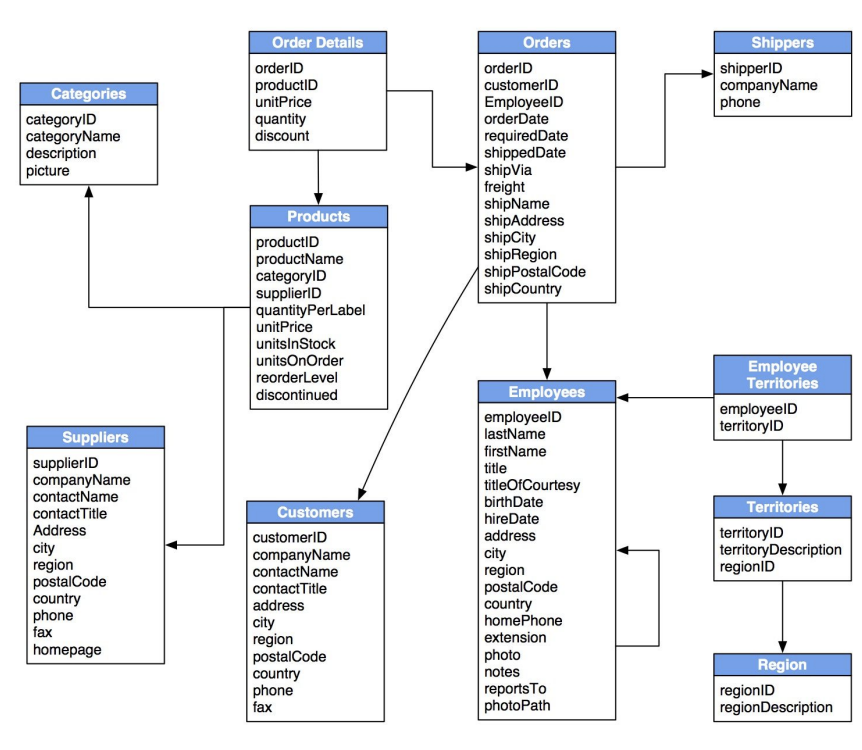 Order Details
orderID
productID
unitPrice
quantity
discount
Orders
orderID
customerID
EmployeeID
orderDate
requiredDate
shippedDate
shipVia
freight
shipName
shipAddress
shipCity
shipRegion
shipPostalCode
shipCountry
Shippers
shipperID
companyName
phone
Categories
categoryID
categoryName
description
picture
Products
productID
productName
categoryID
supplierID
quantityPerLabel
unitPrice
unitsInStock
unitsOnOrder
reorderLevel
discontinued
Employee
Territories
employeeID
territoryID
Employees
employeeID
lastName
firstName
title
titleOfCourtesy
birthDate
hireDate
address
city
region
postalCode
country
homePhone
extension
photo
notes
reportsTo
photoPath
Suppliers
supplierID
companyName
contactName
contactTitle
Address
city
region
postalCode
country
phone
fax
homepage
Customers
customerID
companyName
contactName
contactTitle
address
city
region
postalCode
country
phone
fax
Territories
territoryID
territoryDescription
regionID
Region
regionID
regionDescription